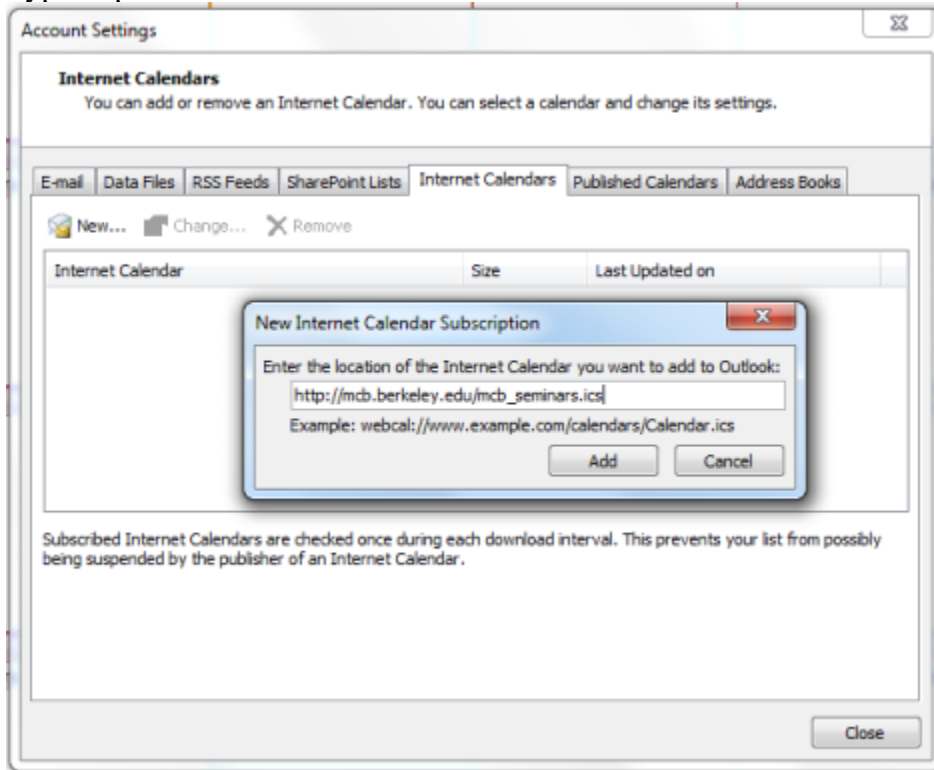 Account Settings
Internet Calendars
You can add or remove an Internet Calendar. You can select a calendar and change its settings.
E-mail Data Files RSS Feeds SharePoint Lists Internet Calendars Published Calendars Address Books
New... Change... Remove
Internet Calendar Size Last Updated on
New Internet Calendar Subscription
Enter the location of the Internet Calendar you want to add to Outlook:
http://mcb.berkeley.edu/mcb_seminars.ics
Example: webcal://www.example.com/calendars/Calendar.ics
Add Cancel
Subscribed Internet Calendars are checked once during each download interval. This prevents your list from possibly
being suspended by the publisher of an Internet Calendar.
Close